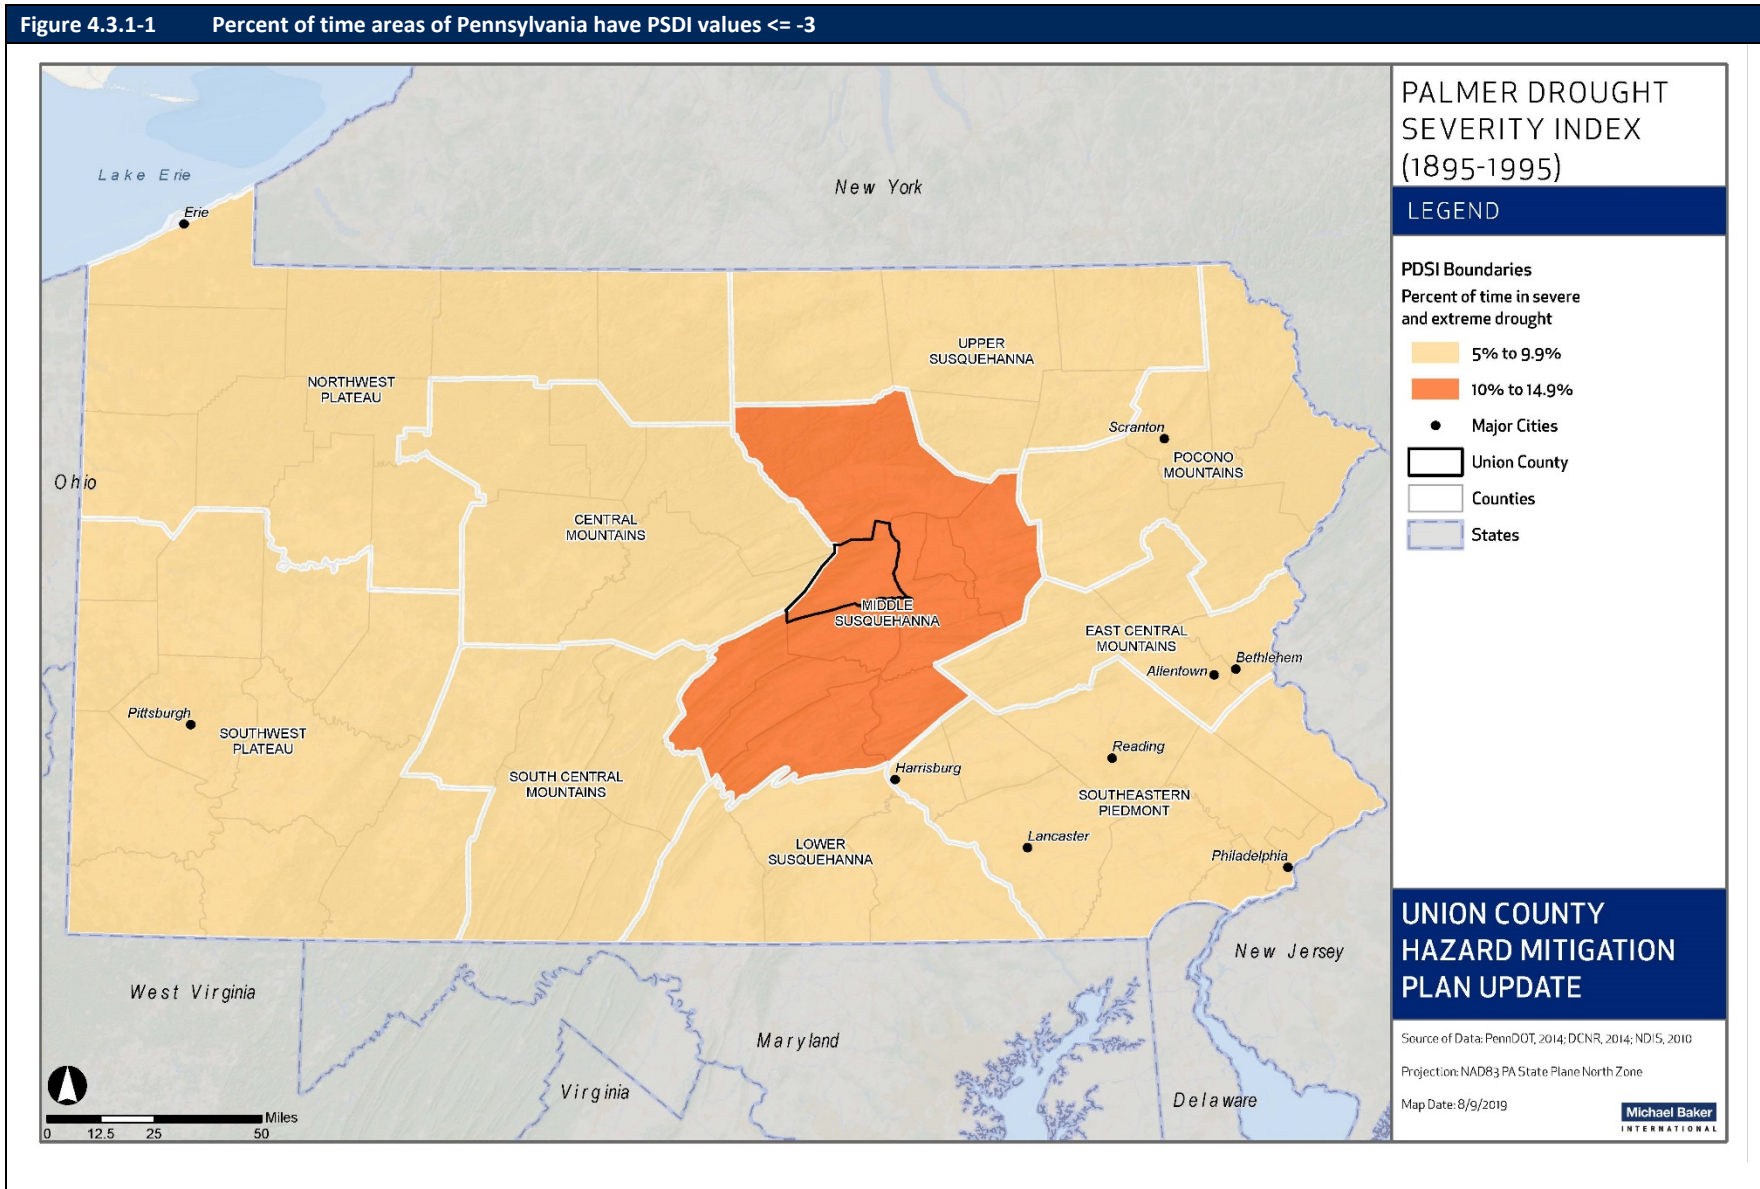 Figure 4.3.1-1 Percent of time areas of Pennsylvania have PSDI values <= -3
PALMER DROUGHT
SEVERITY INDEX
(1895-1995)
LEGEND
PDSI Boundaries
Percent of time in severe
and extreme drought
5% to 9.9%
10% to 14.9%
Major Cities
Union County
Counties
States
Lake Erie
Erie
New York
UPPER
SUSQUEHANNA
NORTHWEST
PLATEAU
Scranton
POCONO
MOUNTAINS
Ohio
CENTRAL
MOUNTAINS
MIDDLE
SUSQUEHANNA
EAST CENTRAL
MOUNTAINS
Bethlehem
Allentown
Pittsburgh
SOUTHWEST
PLATEAU
Reading
Harrisburg
SOUTH CENTRAL
MOUNTAINS
SOUTHEASTERN
PIEDMONT
Lancaster
LOWER
SUSQUEHANNA
Philadelphia
New Jersey
West Virginia
Maryland
Virginia
Delaware
Miles
0 12.5 25 50
UNION COUNTY
HAZARD MITIGATION
PLAN UPDATE
Source of Data: PennDOT, 2014; DCNR, 2014; NDIS, 2010
Projection: NAD83 PA State Plane North Zone
Map Date: 8/9/2019
Michael Baker
INTERNATIONAL